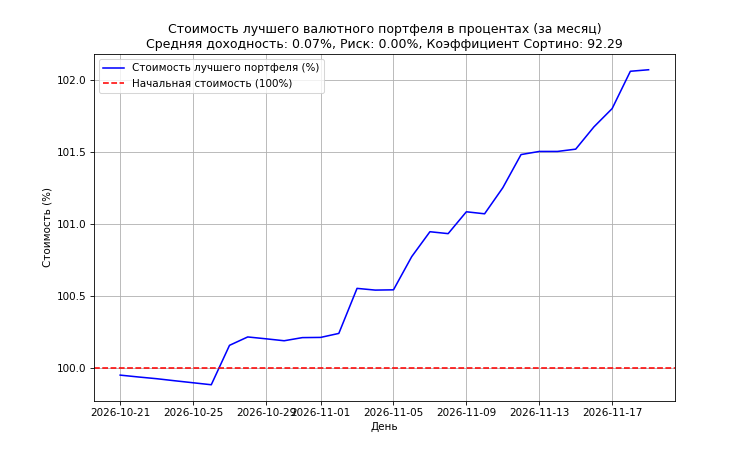 Стоимость лучшего валютного портфеля в процентах (за месяц)
Средняя доходность: 0.07%, Риск: 0.00%, Коэффициент Сортино: 92.29
Стоимость лучшего портфеля (%)
Начальная стоимость (100%)
Стоимость (%)
102.0
101.5
101.0
100.5
100.0
2026-10-21 2026-10-25 2026-10-29 2026-11-01 2026-11-05 2026-11-09 2026-11-13 2026-11-17
День